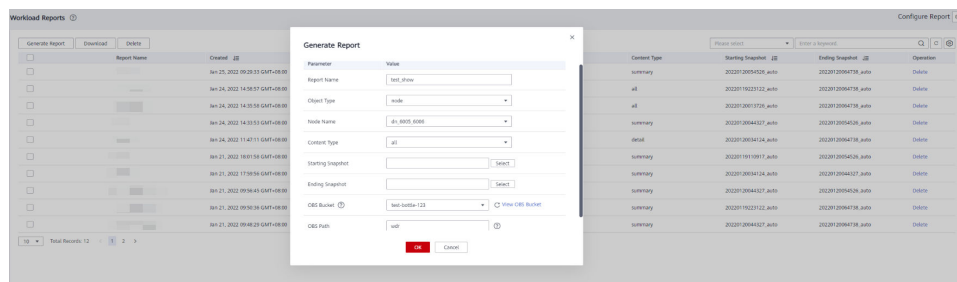 Workload Reports
Configure Report
Generate Report Download Delete
Please select Enter a keyword.
Report Name Created Content Type Starting Snapshot Ending Snapshot Operation
Jan 25, 2022 09:29:33 GMT+08:00 summary 20220120054526_auto 20220120064738_auto Delete
Jan 24, 2022 14:56:57 GMT+08:00 all 20220119223122_auto 20220120064738_auto Delete
Jan 24, 2022 14:35:58 GMT+08:00 all 20220120013726_auto 20220120064738_auto Delete
Jan 24, 2022 14:33:53 GMT+08:00 summary 20220120044327_auto 20220120054526_auto Delete
Jan 24, 2022 11:47:11 GMT+08:00 detail 20220120034124_auto 20220120064738_auto Delete
Jan 21, 2022 18:01:56 GMT+08:00 summary 20220119110917_auto 20220120054526_auto Delete
Jan 21, 2022 17:59:56 GMT+08:00 summary 20220120034124_auto 20220120044327_auto Delete
Jan 21, 2022 09:56:45 GMT+08:00 summary 20220120044327_auto 20220120054526_auto Delete
Jan 21, 2022 09:50:36 GMT+08:00 summary 20220119223122_auto 20220120064738_auto Delete
Jan 21, 2022 09:48:29 GMT+08:00 summary 20220120044327_auto 20220120064738_auto Delete
10 Total Records: 12 < 1 2 >
Generate Report
Parameter Value
Report Name test_show
Object Type node
Node Name dn_6005_6006
Content Type all
Starting Snapshot Select
Ending Snapshot Select
OBS Bucket test-bottle-123 View OBS Bucket
OBS Path wdr
OK Cancel